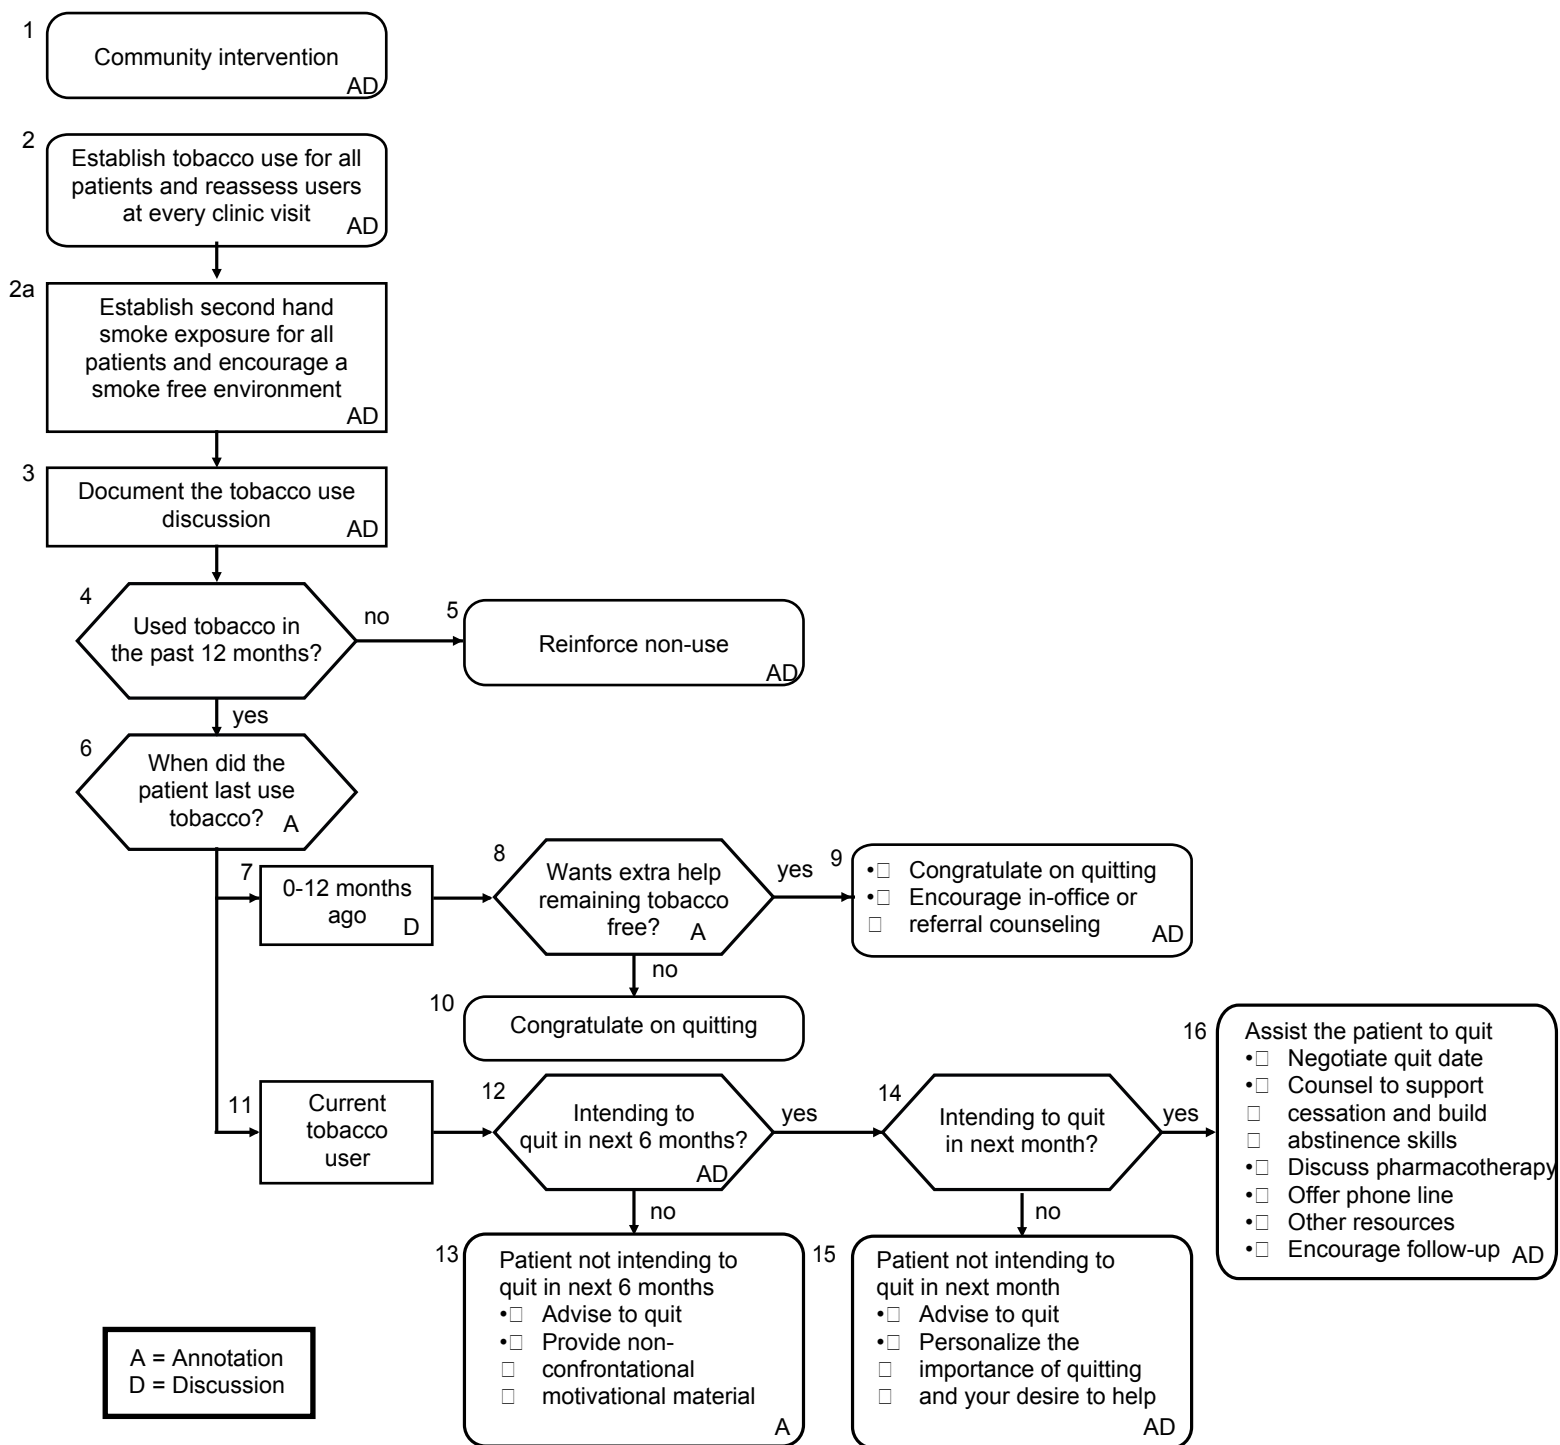 1
Community intervention
AD
2
Establish tobacco use for all
patients and reassess users
at every clinic visit
AD
2a
Establish second hand
smoke exposure for all
patients and encourage a
smoke free environment
AD
3
Document the tobacco use
discussion
AD
4
Used tobacco in
the past 12 months?
no
5
Reinforce non-use
AD
yes
6
When did the
patient last use
tobacco?
A
7
0-12 months
ago
D
8
Wants extra help
remaining tobacco
free?
A
yes
9
•□ Congratulate on quitting
•□ Encourage in-office or
□ referral counseling
AD
no
10
Congratulate on quitting
11
Current
tobacco
user
12
Intending to
quit in next 6 months?
AD
yes
14
Intending to quit
in next month?
yes
16
Assist the patient to quit
•□ Negotiate quit date
•□ Counsel to support
□ cessation and build
□ abstinence skills
•□ Discuss pharmacotherapy
•□ Offer phone line
•□ Other resources
•□ Encourage follow-up
AD
no
13
Patient not intending to
quit in next 6 months
•□ Advise to quit
•□ Provide non-
□ confrontational
□ motivational material
A
no
15
Patient not intending to
quit in next month
•□ Advise to quit
•□ Personalize the
□ importance of quitting
□ and your desire to help
AD
A = Annotation
D = Discussion